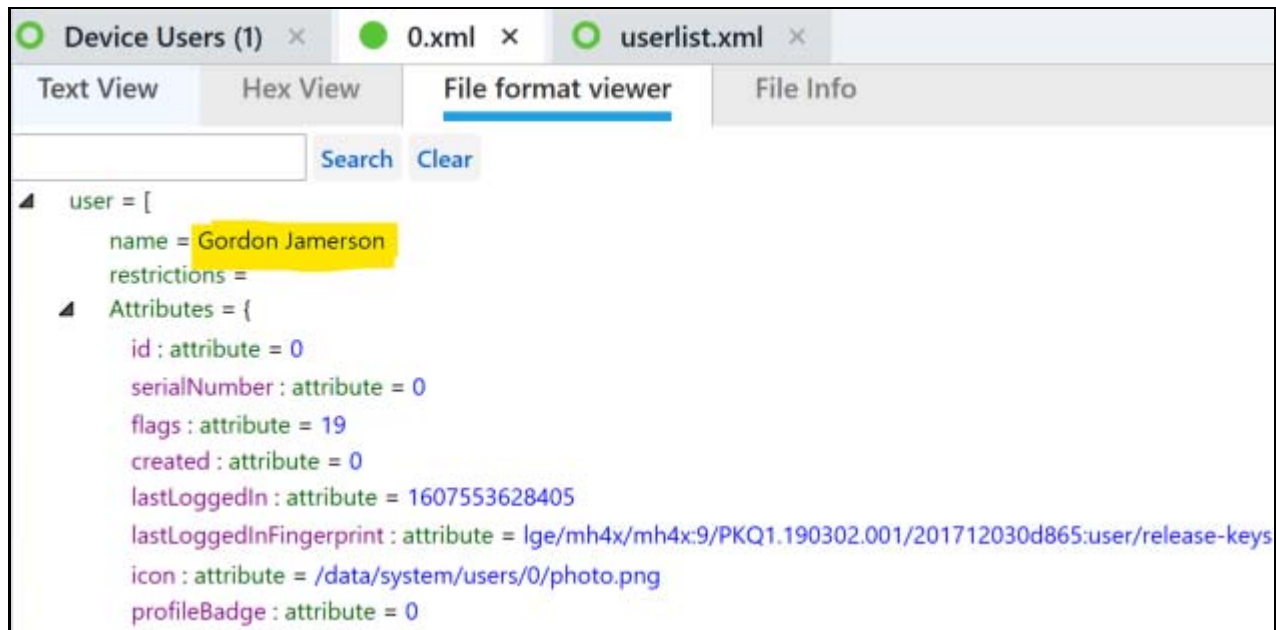 Device Users (1) × 0.xml × userlist.xml ×
Text View Hex View File format viewer File Info
Search Clear
user = [
name = Gordon Jamerson
restrictions =
Attributes = {
id : attribute = 0
serialNumber : attribute = 0
flags : attribute = 19
created : attribute = 0
lastLoggedIn : attribute = 1607553628405
lastLoggedInFingerprint : attribute = lge/mh4x/mh4x:9/PKQ1.190302.001/201712030d865:user/release-keys
icon : attribute = /data/system/users/0/photo.png
profileBadge : attribute = 0